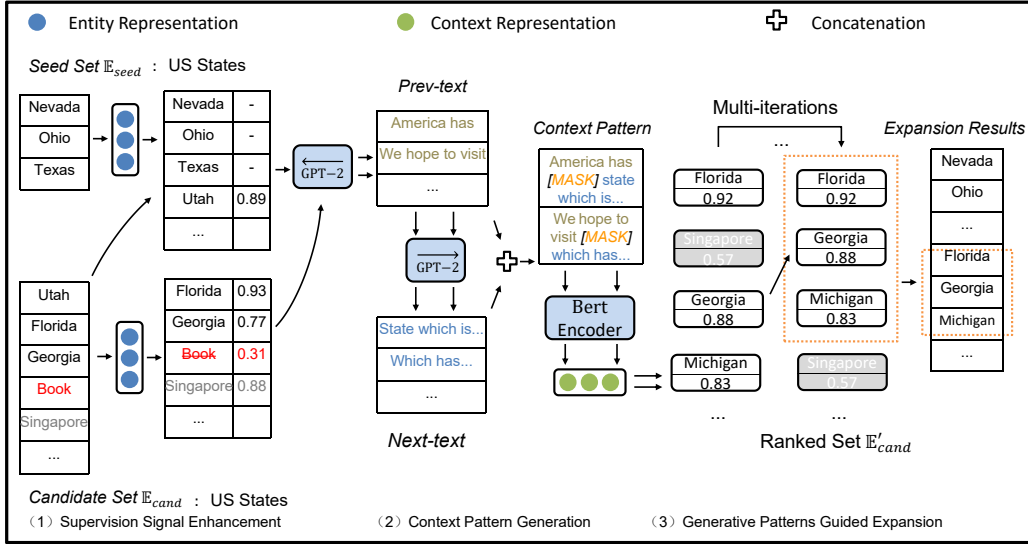 Entity Representation
Context Representation
Concatenation
Seed Set 𝔼seed : US States
Nevada
Ohio
Texas
Nevada -
Ohio -
Texas -
Utah 0.89
...
GPT-2
Prev-text
America has
We hope to visit
...
GPT-2
State which is...
Which has...
...
Next-text
Context Pattern
America has
[MASK] state
which is...
We hope to
visit [MASK]
which has...
Bert
Encoder
Multi-iterations
...
Florida
0.92
Singapore
0.57
Georgia
0.88
Michigan
0.83
...
Florida
0.92
Georgia
0.88
Michigan
0.83
Singapore
0.57
...
Ranked Set 𝔼′cand
Expansion Results
Nevada
Ohio
...
Florida
Georgia
Michigan
...
Utah
Florida
Georgia
Book
Singapore
...
Florida 0.93
Georgia 0.77
Book 0.31
Singapore 0.88
...
Candidate Set 𝔼cand : US States
（1）Supervision Signal Enhancement
（2）Context Pattern Generation
（3）Generative Patterns Guided Expansion